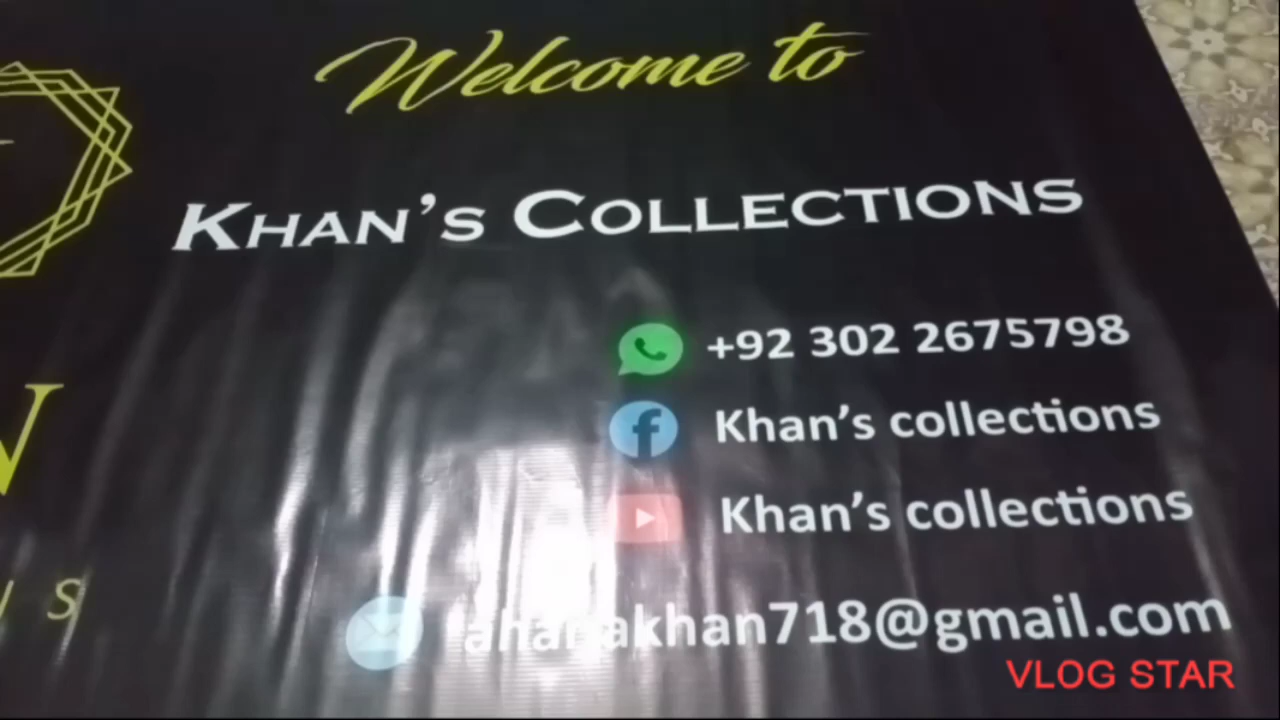 Welcome to
KHAN'S COLLECTIONS
+92 302 2675798
Khan's collections
Khan's collections
S
VLOG STAR